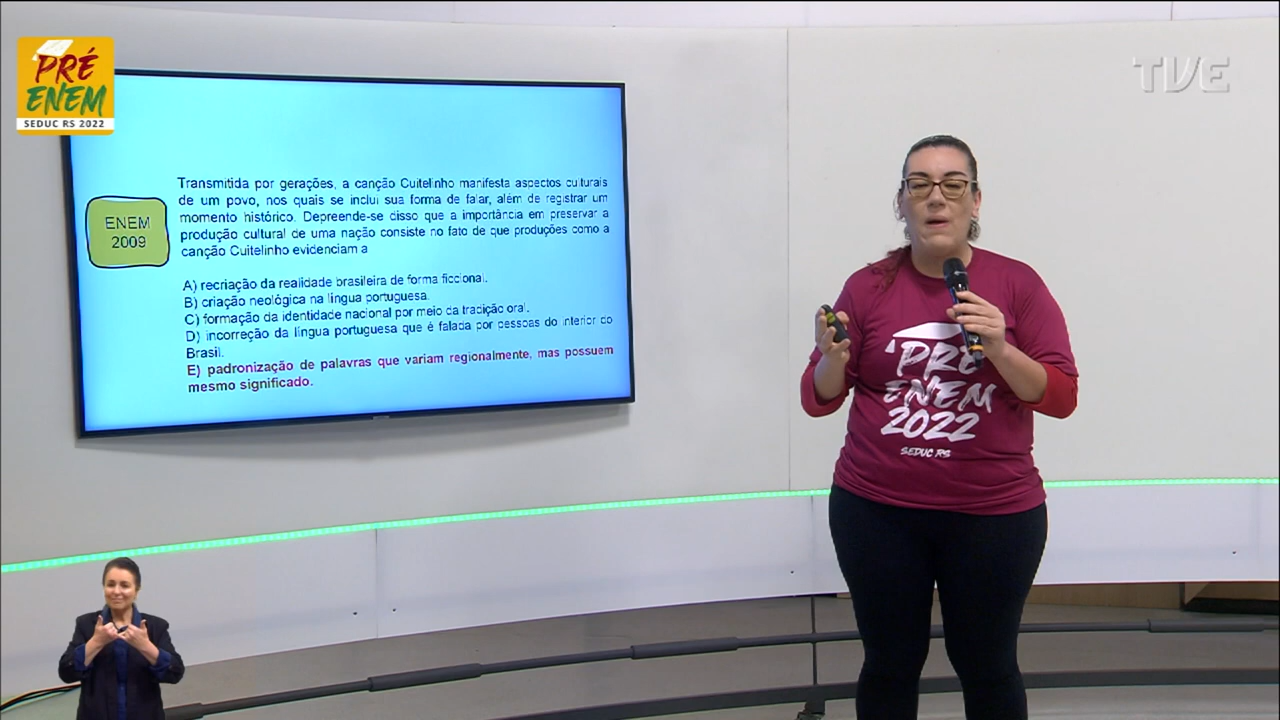 PRÉ
ENEM
SEDUC RS 2022
TVE
ENEM
2009
Transmitida por gerações, a canção Cuitelinho manifesta aspectos culturais
de um povo, nos quais se inclui sua forma de falar, além de registrar um
momento histórico. Depreende-se disso que a importância em preservar a
produção cultural de uma nação consiste no fato de que produções como a
canção Cuitelinho evidenciam a
A) recriação da realidade brasileira de forma ficcional.
B) criação neológica na língua portuguesa.
C) formação da identidade nacional por meio da tradição oral.
D) incorreção da língua portuguesa que é falada por pessoas do interior do
Brasil.
E) padronização de palavras que variam regionalmente, mas possuem
mesmo significado.
PRÉ
ENEM
2022
SEDUC RS